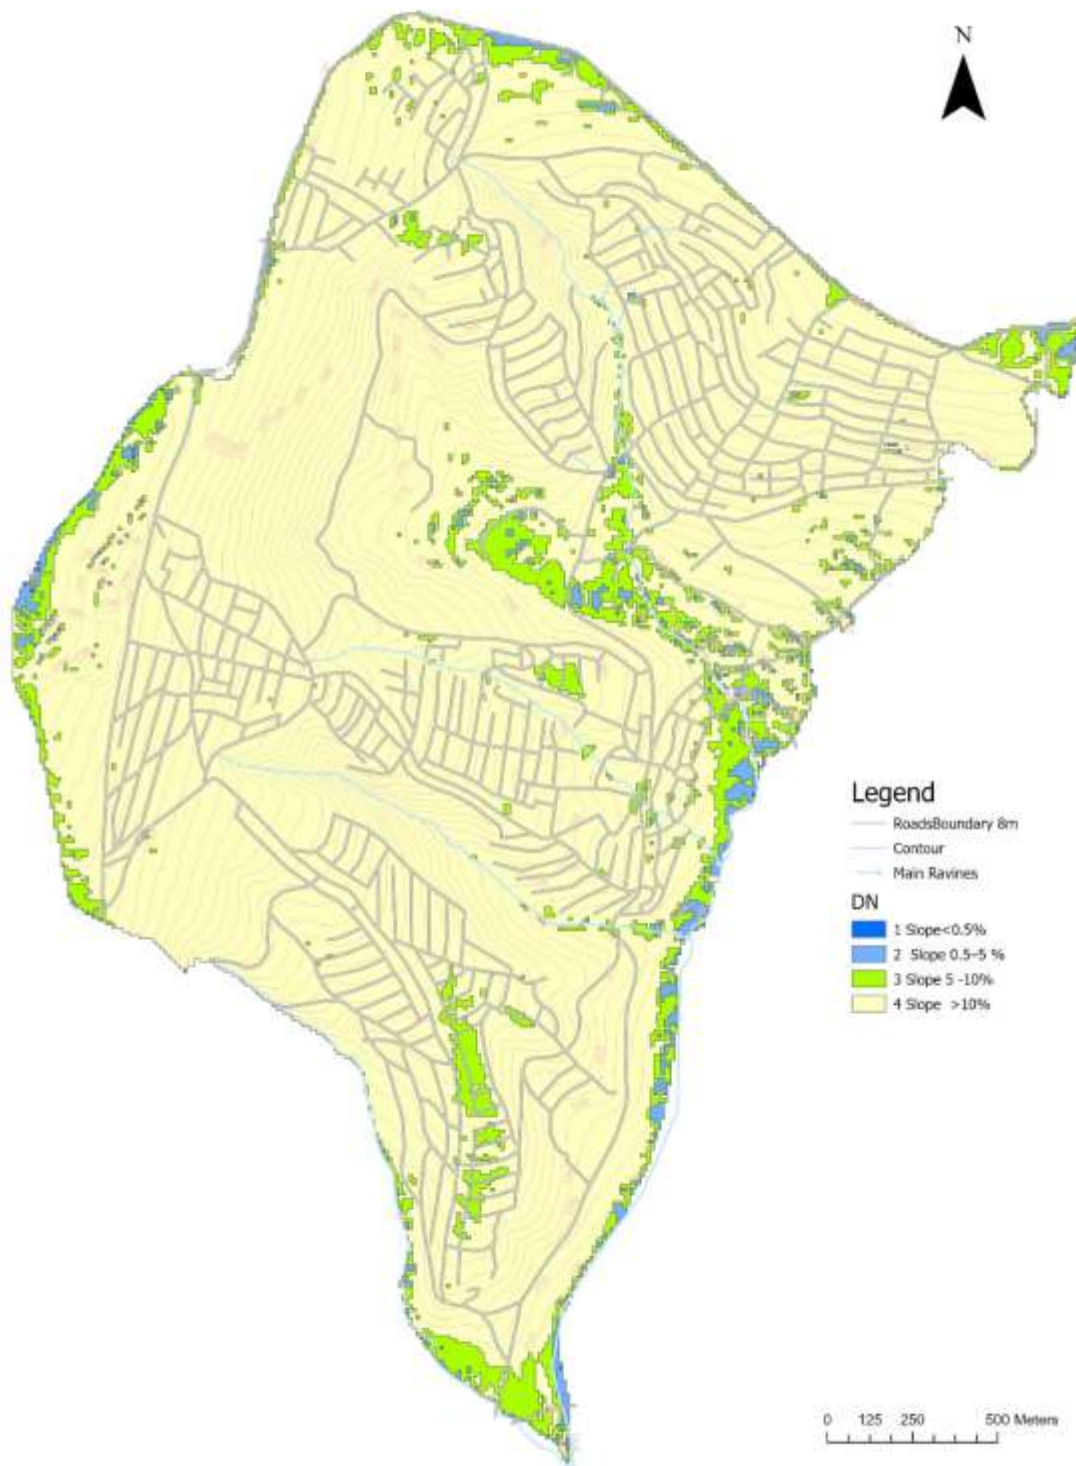 N
Legend
RoadsBoundary 8m
Contour
Main Ravines
DN
1 Slope<0.5%
2 Slope 0.5-5 %
3 Slope 5 -10%
4 Slope >10%
0 125 250 500 Meters